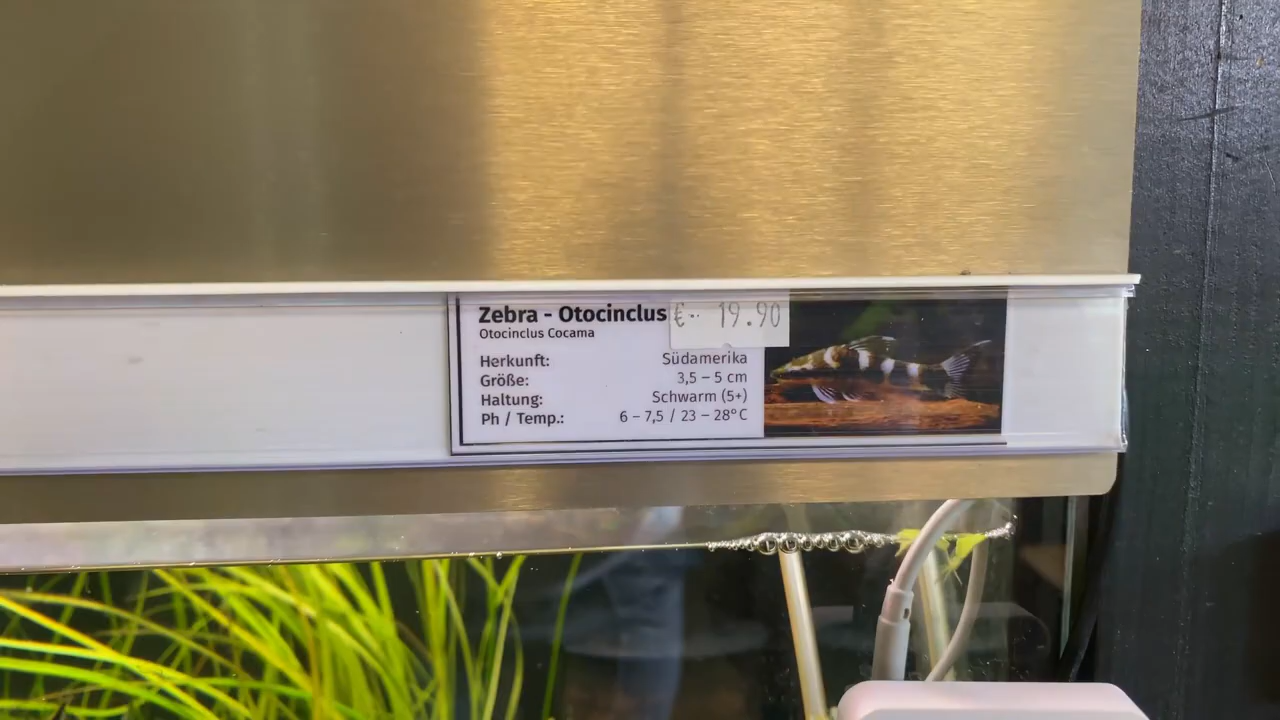 Zebra - Otocinclus € - 19.90
Otocinclus Cocama
Herkunft: Südamerika
Größe: 3,5 – 5 cm
Haltung: Schwarm (5+)
Ph / Temp.: 6 – 7,5 / 23 – 28°C